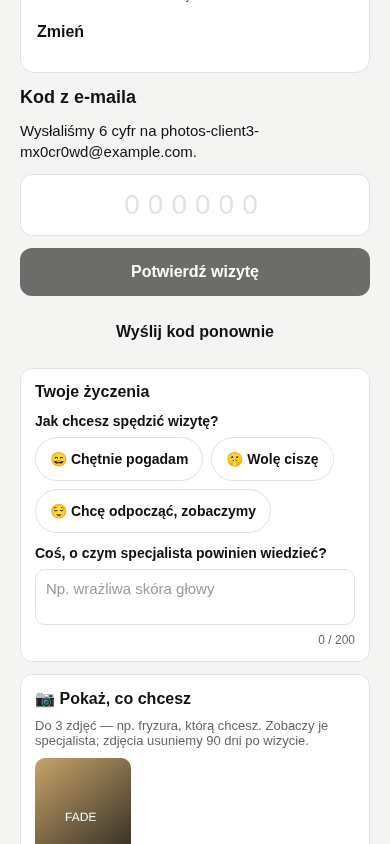 Zmień
Kod z e-maila
Wysłaliśmy 6 cyfr na photos-client3-
mx0cr0wd@example.com.
000000
Potwierdź wizytę
Wyślij kod ponownie
Twoje życzenia
Jak chcesz spędzić wizytę?
😄 Chętnie pogadam
🤫 Wolę ciszę
😌 Chcę odpocząć, zobaczymy
Coś, o czym specjalista powinien wiedzieć?
Np. wrażliwa skóra głowy
0 / 200
📷 Pokaż, co chcesz
Do 3 zdjęć — np. fryzura, którą chcesz. Zobaczy je
specjalista; zdjęcia usuniemy 90 dni po wizycie.
FADE